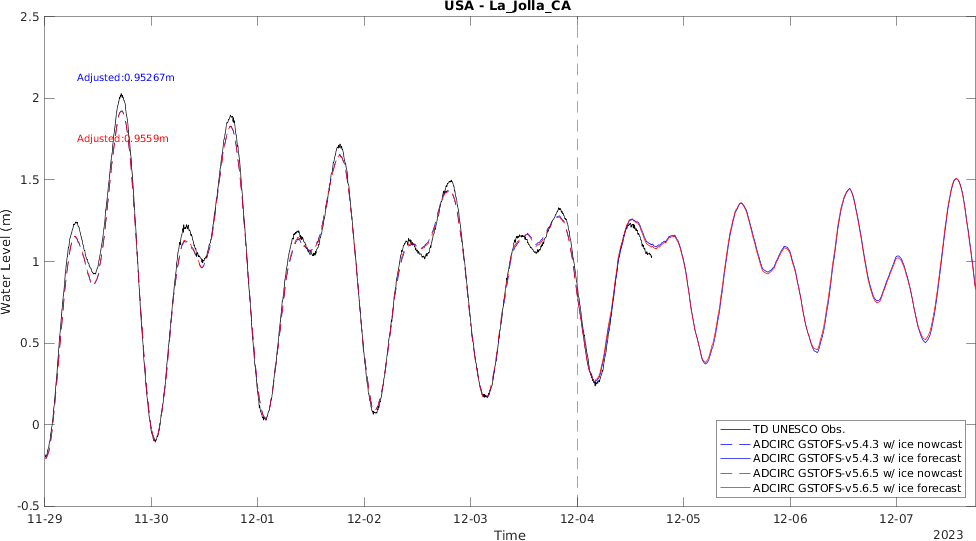 USA - La_Jolla_CA
2.5
2
1.5
1
0.5
0
-0.5
Water Level (m)
Adjusted:0.95267m
Adjusted:0.9559m
TD UNESCO Obs.
ADCIRC GSTOFS-v5.4.3 w/ ice nowcast
ADCIRC GSTOFS-v5.4.3 w/ ice forecast
ADCIRC GSTOFS-v5.6.5 w/ ice nowcast
ADCIRC GSTOFS-v5.6.5 w/ ice forecast
11-29 11-30 12-01 12-02 12-03 12-04 12-05 12-06 12-07
Time
2023